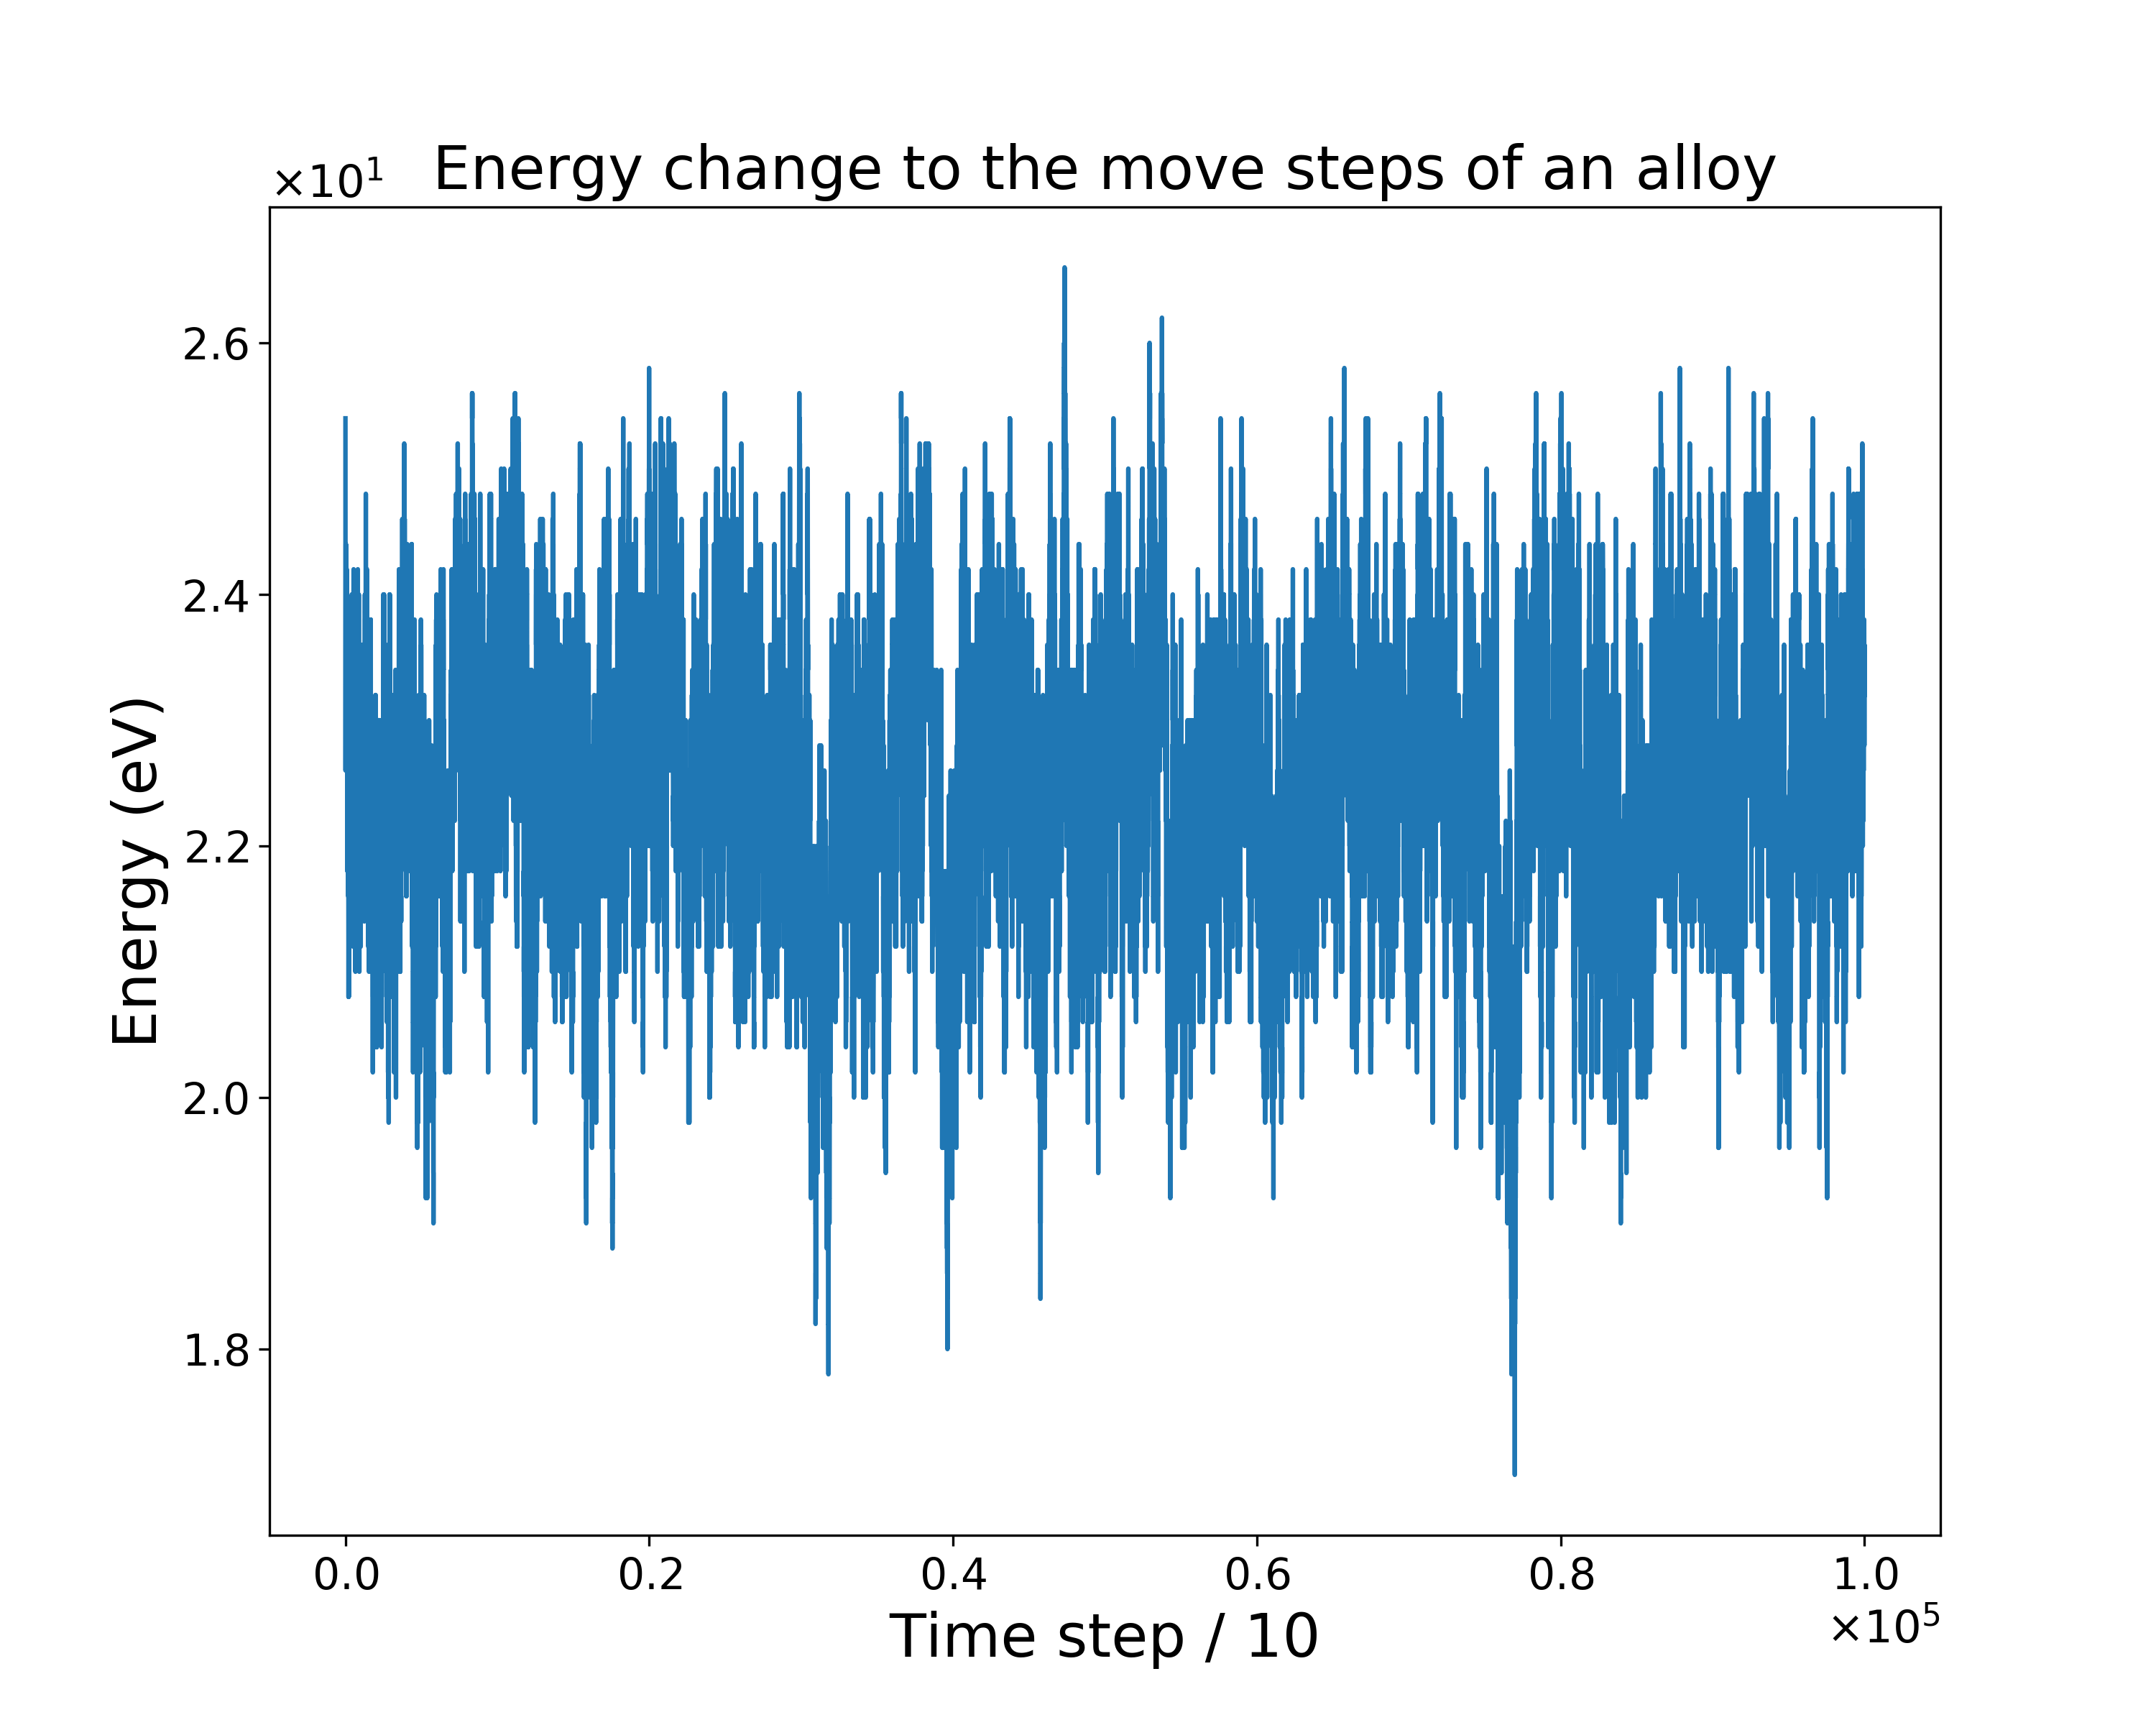 ×10¹ Energy change to the move steps of an alloy
2.6
2.4
2.2
2.0
1.8
Energy (eV)
0.0 0.2 0.4 0.6 0.8 1.0
Time step / 10
×10⁵